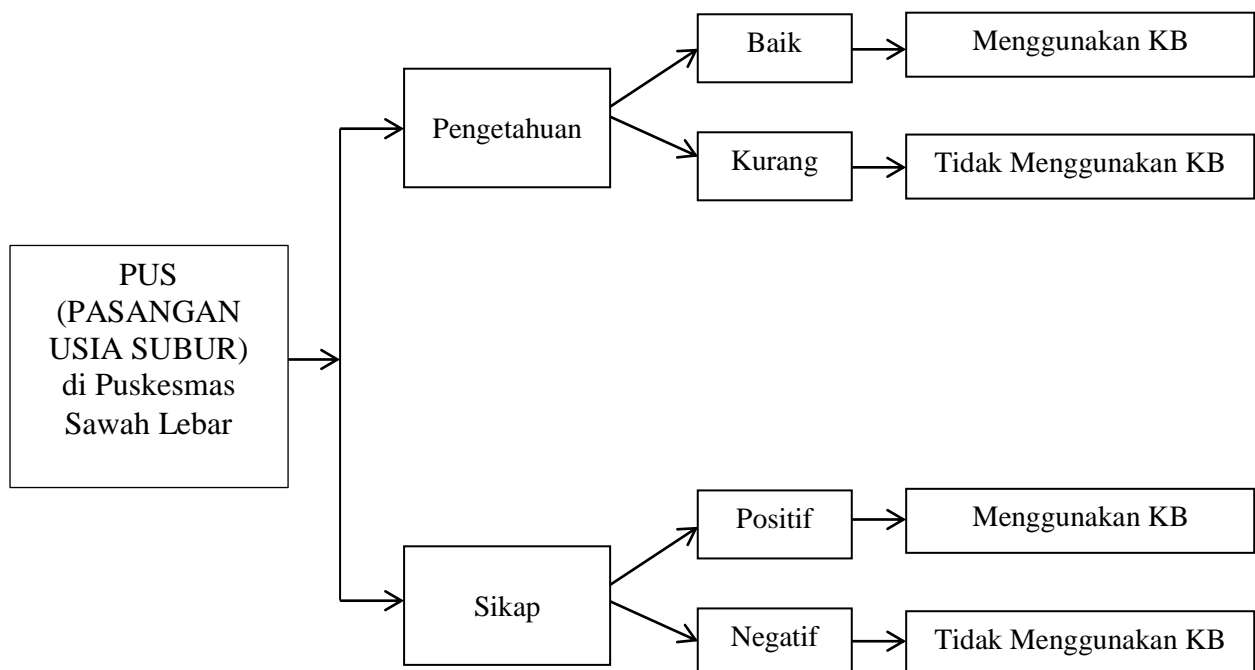 PUS
(PASANGAN
USIA SUBUR)
di Puskesmas
Sawah Lebar
Pengetahuan
Baik
Menggunakan KB
Kurang
Tidak Menggunakan KB
Sikap
Positif
Menggunakan KB
Negatif
Tidak Menggunakan KB